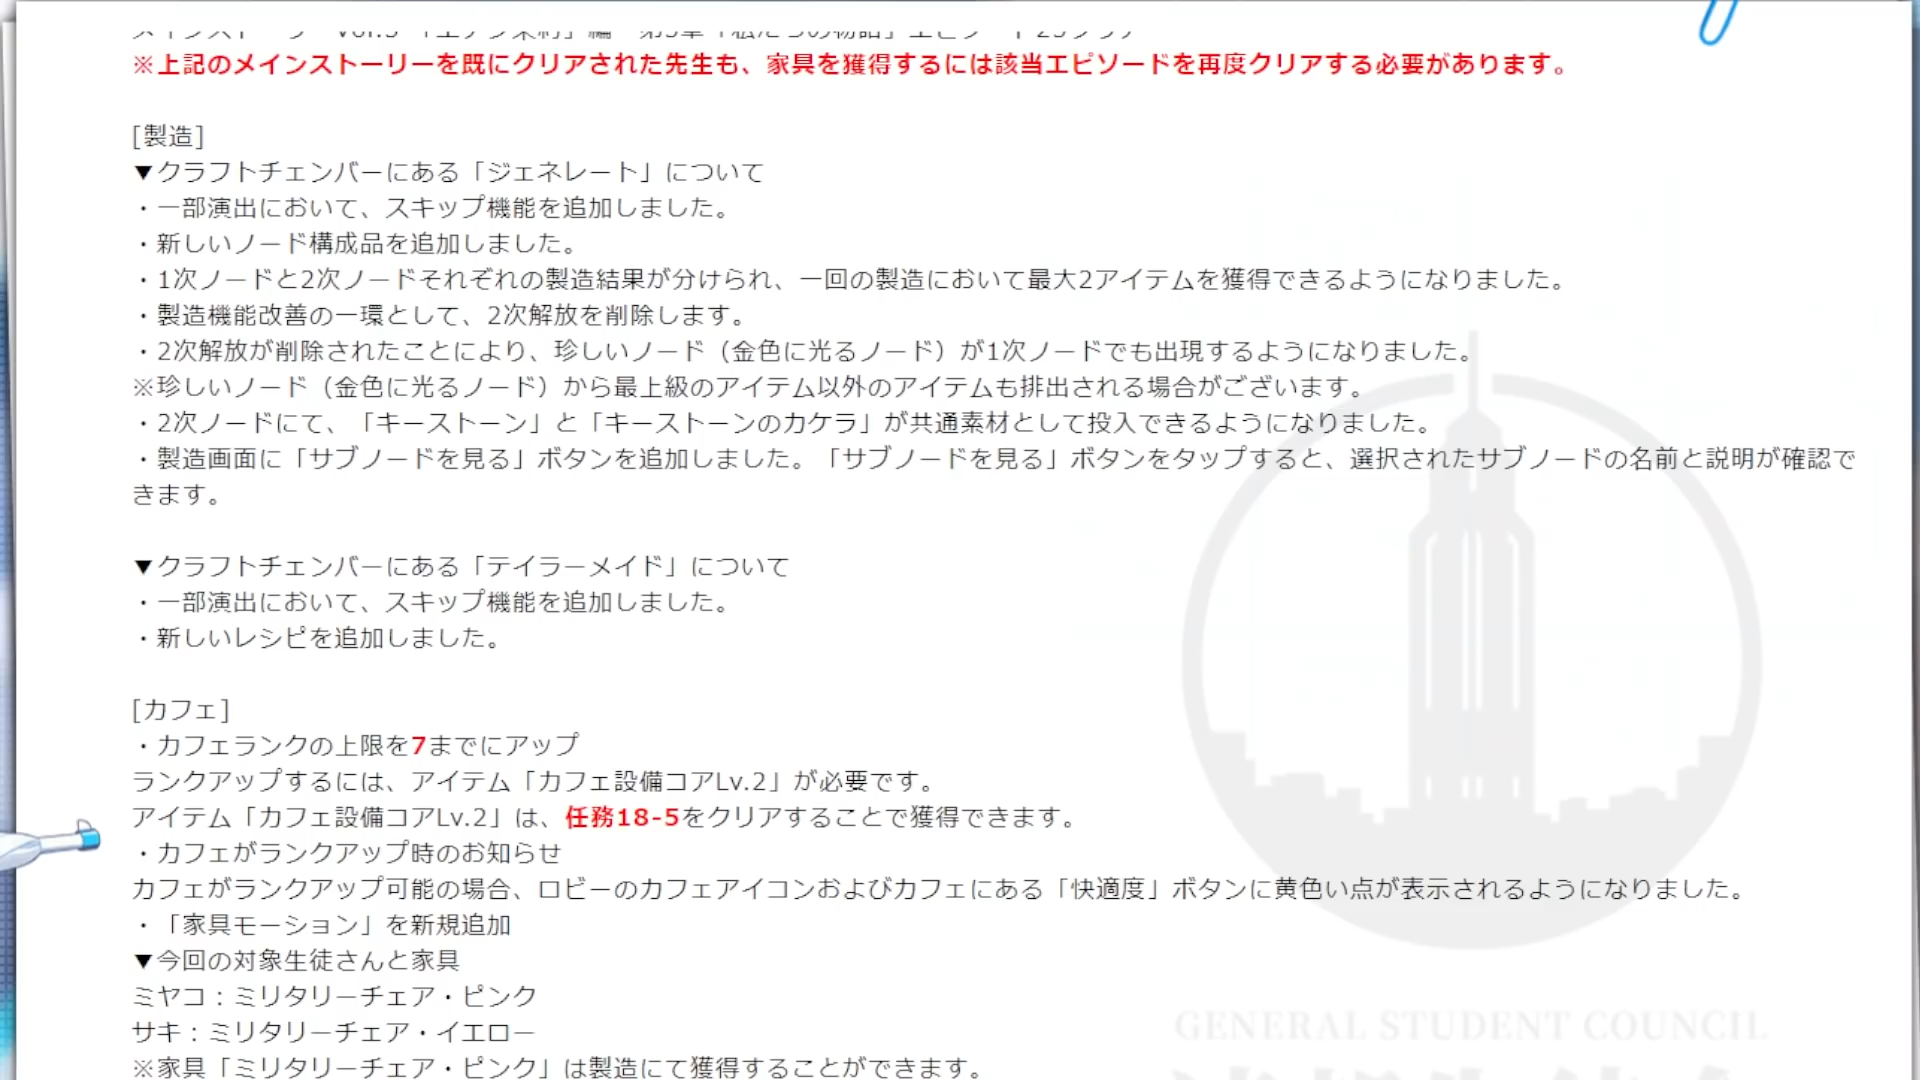 ※上記のメインストーリーを既にクリアされた先生も、家具を獲得するには該当エピソードを再度クリアする必要があります。
[製造]
▼クラフトチェンバーにある「ジェネレート」について
・一部演出において、スキップ機能を追加しました。
・新しいノード構成品を追加しました。
・1次ノードと2次ノードそれぞれの製造結果が分けられ、一回の製造において最大2アイテムを獲得できるようになりました。
・製造機能改善の一環として、2次解放を削除します。
・2次解放が削除されたことにより、珍しいノード（金色に光るノード）が1次ノードでも出現するようになりました。
※珍しいノード（金色に光るノード）から最上級のアイテム以外のアイテムも排出される場合がございます。
・2次ノードにて、「キーストーン」と「キーストーンのカケラ」が共通素材として投入できるようになりました。
・製造画面に「サブノードを見る」ボタンを追加しました。「サブノードを見る」ボタンをタップすると、選択されたサブノードの名前と説明が確認で
きます。
▼クラフトチェンバーにある「テイラーメイド」について
・一部演出において、スキップ機能を追加しました。
・新しいレシピを追加しました。
[カフェ]
・カフェランクの上限を7までにアップ
ランクアップするには、アイテム「カフェ設備コアLv.2」が必要です。
アイテム「カフェ設備コアLv.2」は、任務18-5をクリアすることで獲得できます。
・カフェがランクアップ時のお知らせ
カフェがランクアップ可能の場合、ロビーのカフェアイコンおよびカフェにある「快適度」ボタンに黄色い点が表示されるようになりました。
・「家具モーション」を新規追加
▼今回の対象生徒さんと家具
ミヤコ：ミリタリーチェア・ピンク
サキ：ミリタリーチェア・イエロー
※家具「ミリタリーチェア・ピンク」は製造にて獲得することができます。
GENERAL STUDENT COUNCIL